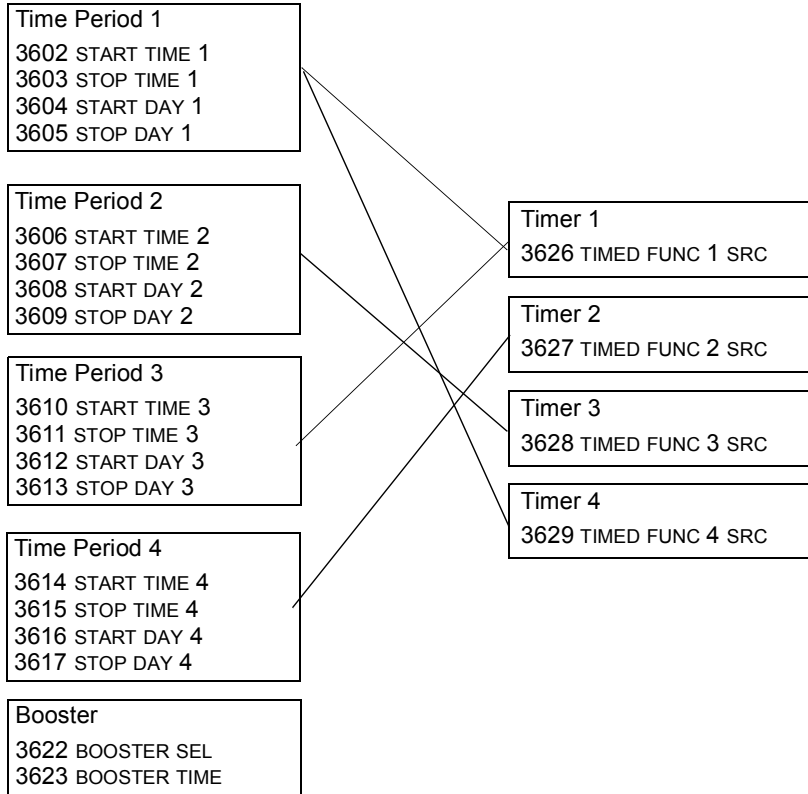 Time Period 1
3602 START TIME 1
3603 STOP TIME 1
3604 START DAY 1
3605 STOP DAY 1
Time Period 2
3606 START TIME 2
3607 STOP TIME 2
3608 START DAY 2
3609 STOP DAY 2
Time Period 3
3610 START TIME 3
3611 STOP TIME 3
3612 START DAY 3
3613 STOP DAY 3
Time Period 4
3614 START TIME 4
3615 STOP TIME 4
3616 START DAY 4
3617 STOP DAY 4
Booster
3622 BOOSTER SEL
3623 BOOSTER TIME
Timer 1
3626 TIMED FUNC 1 SRC
Timer 2
3627 TIMED FUNC 2 SRC
Timer 3
3628 TIMED FUNC 3 SRC
Timer 4
3629 TIMED FUNC 4 SRC